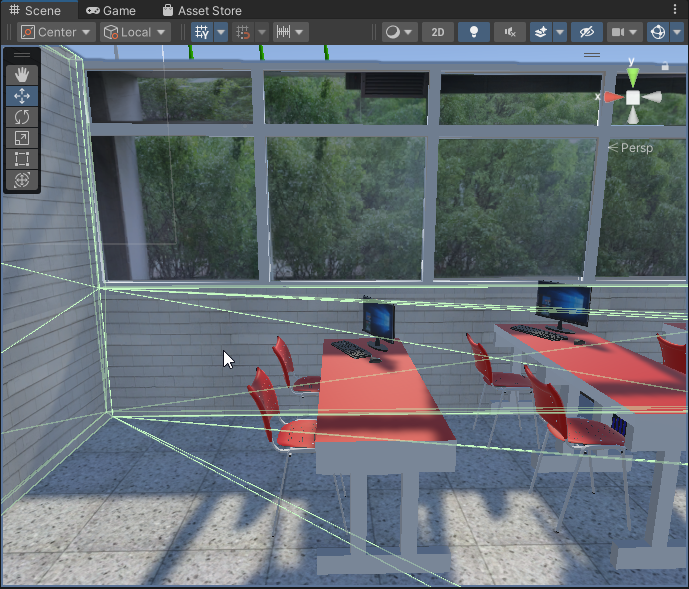 Scene Game Asset Store
Center Local 2D
y
x
Persp